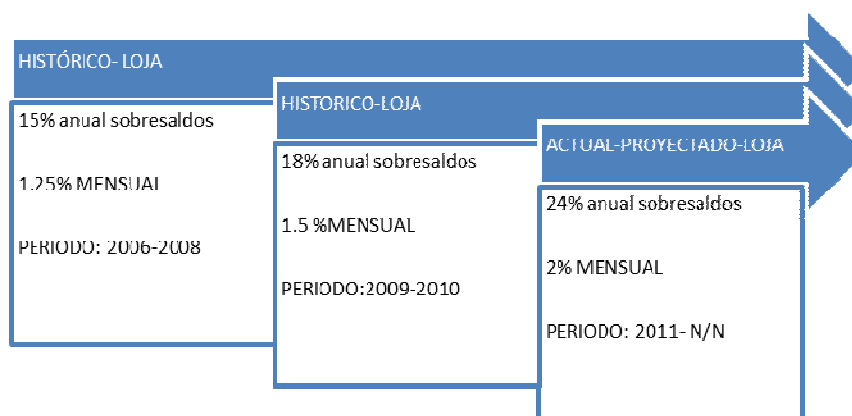 HISTÓRICO- LOJA
15% anual sobresaldos
1.25% MENSUAL
PERIODO: 2006-2008
HISTORICO-LOJA
18% anual sobresaldos
1.5 %MENSUAL
PERIODO:2009-2010
ACTUAL-PROYECTADO-LOJA
24% anual sobresaldos
2% MENSUAL
PERIODO: 2011- N/N